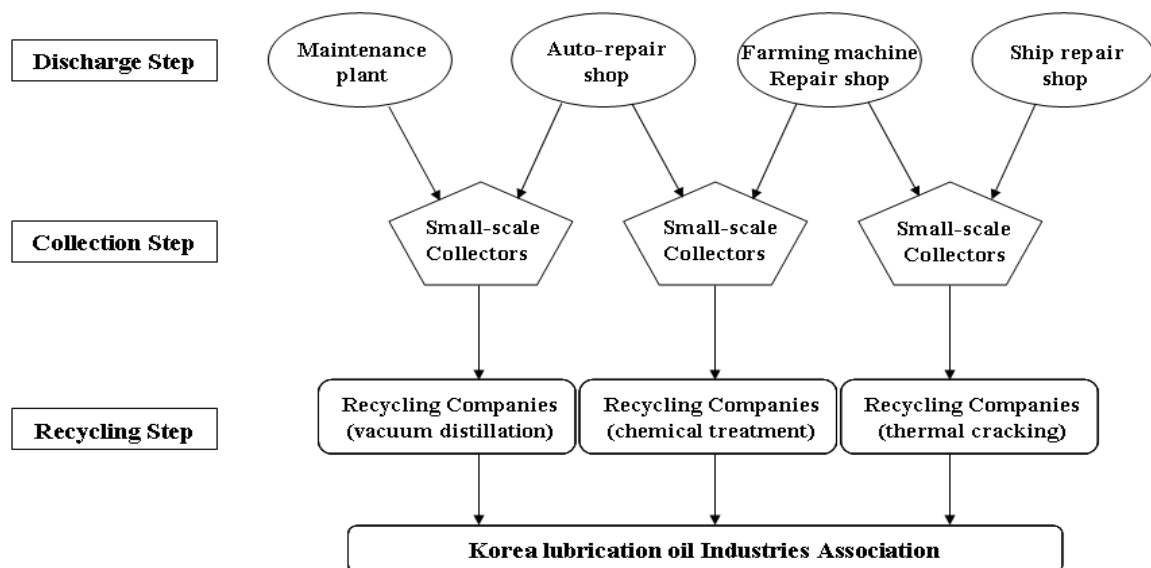 Discharge Step
Maintenance
plant
Auto-repair
shop
Farming machine
Repair shop
Ship repair
shop
Collection Step
Small-scale
Collectors
Small-scale
Collectors
Small-scale
Collectors
Recycling Step
Recycling Companies
(vacuum distillation)
Recycling Companies
(chemical treatment)
Recycling Companies
(thermal cracking)
Korea lubrication oil Industries Association